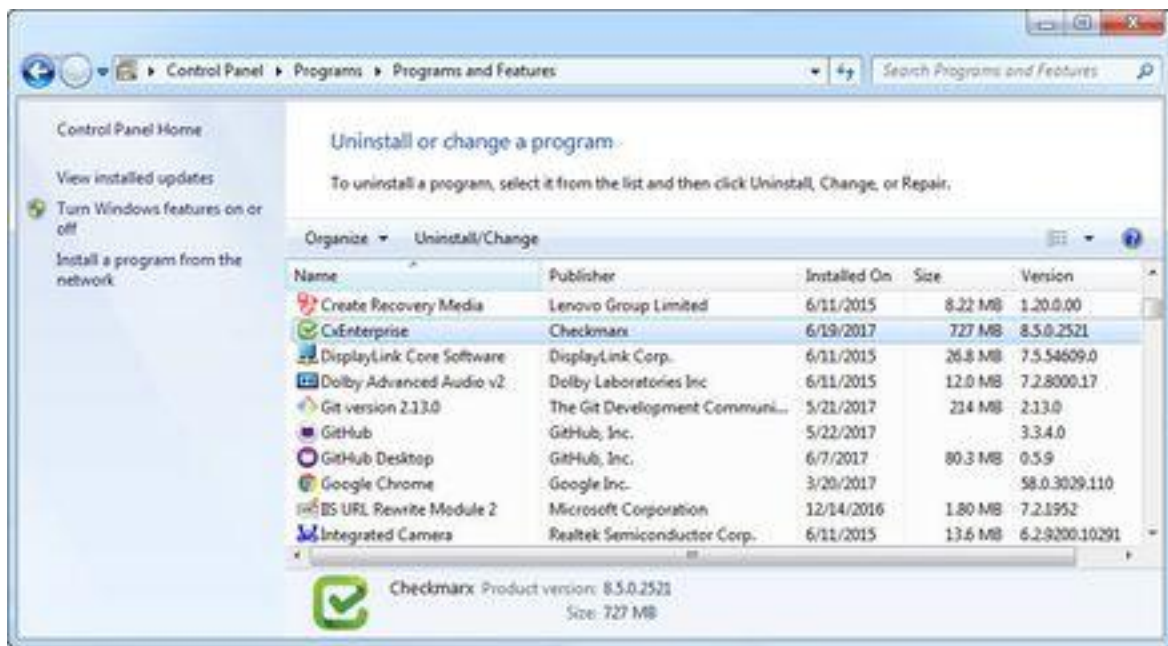 Control Panel Programs Programs and Features Search Programs and Features
Control Panel Home
View installed updates
Turn Windows features on or off
Install a program from the network
Uninstall or change a program
To uninstall a program, select it from the list and then click Uninstall, Change, or Repair.
Organize Uninstall/Change
Name Publisher Installed On Size Version
Create Recovery Media Lenovo Group Limited 6/11/2015 8.22 MB 1.20.0.00
CxEnterprise Checkmarx 6/19/2017 727 MB 8.5.0.2521
DisplayLink Core Software DisplayLink Corp. 6/11/2015 26.8 MB 7.5.54609.0
Dolby Advanced Audio v2 Dolby Laboratories Inc 6/11/2015 12.0 MB 7.2.8000.17
Git version 2.13.0 The Git Development Communi... 5/21/2017 214 MB 2.13.0
GitHub GitHub, Inc. 5/22/2017 3.3.4.0
GitHub Desktop GitHub, Inc. 6/7/2017 80.3 MB 0.5.9
Google Chrome Google Inc. 3/20/2017 58.0.3029.110
IIS URL Rewrite Module 2 Microsoft Corporation 12/14/2016 1.80 MB 7.2.1952
Integrated Camera Realtek Semiconductor Corp. 6/11/2015 13.6 MB 6.2.9200.10291
Checkmarx Product version: 8.5.0.2521
Size: 727 MB